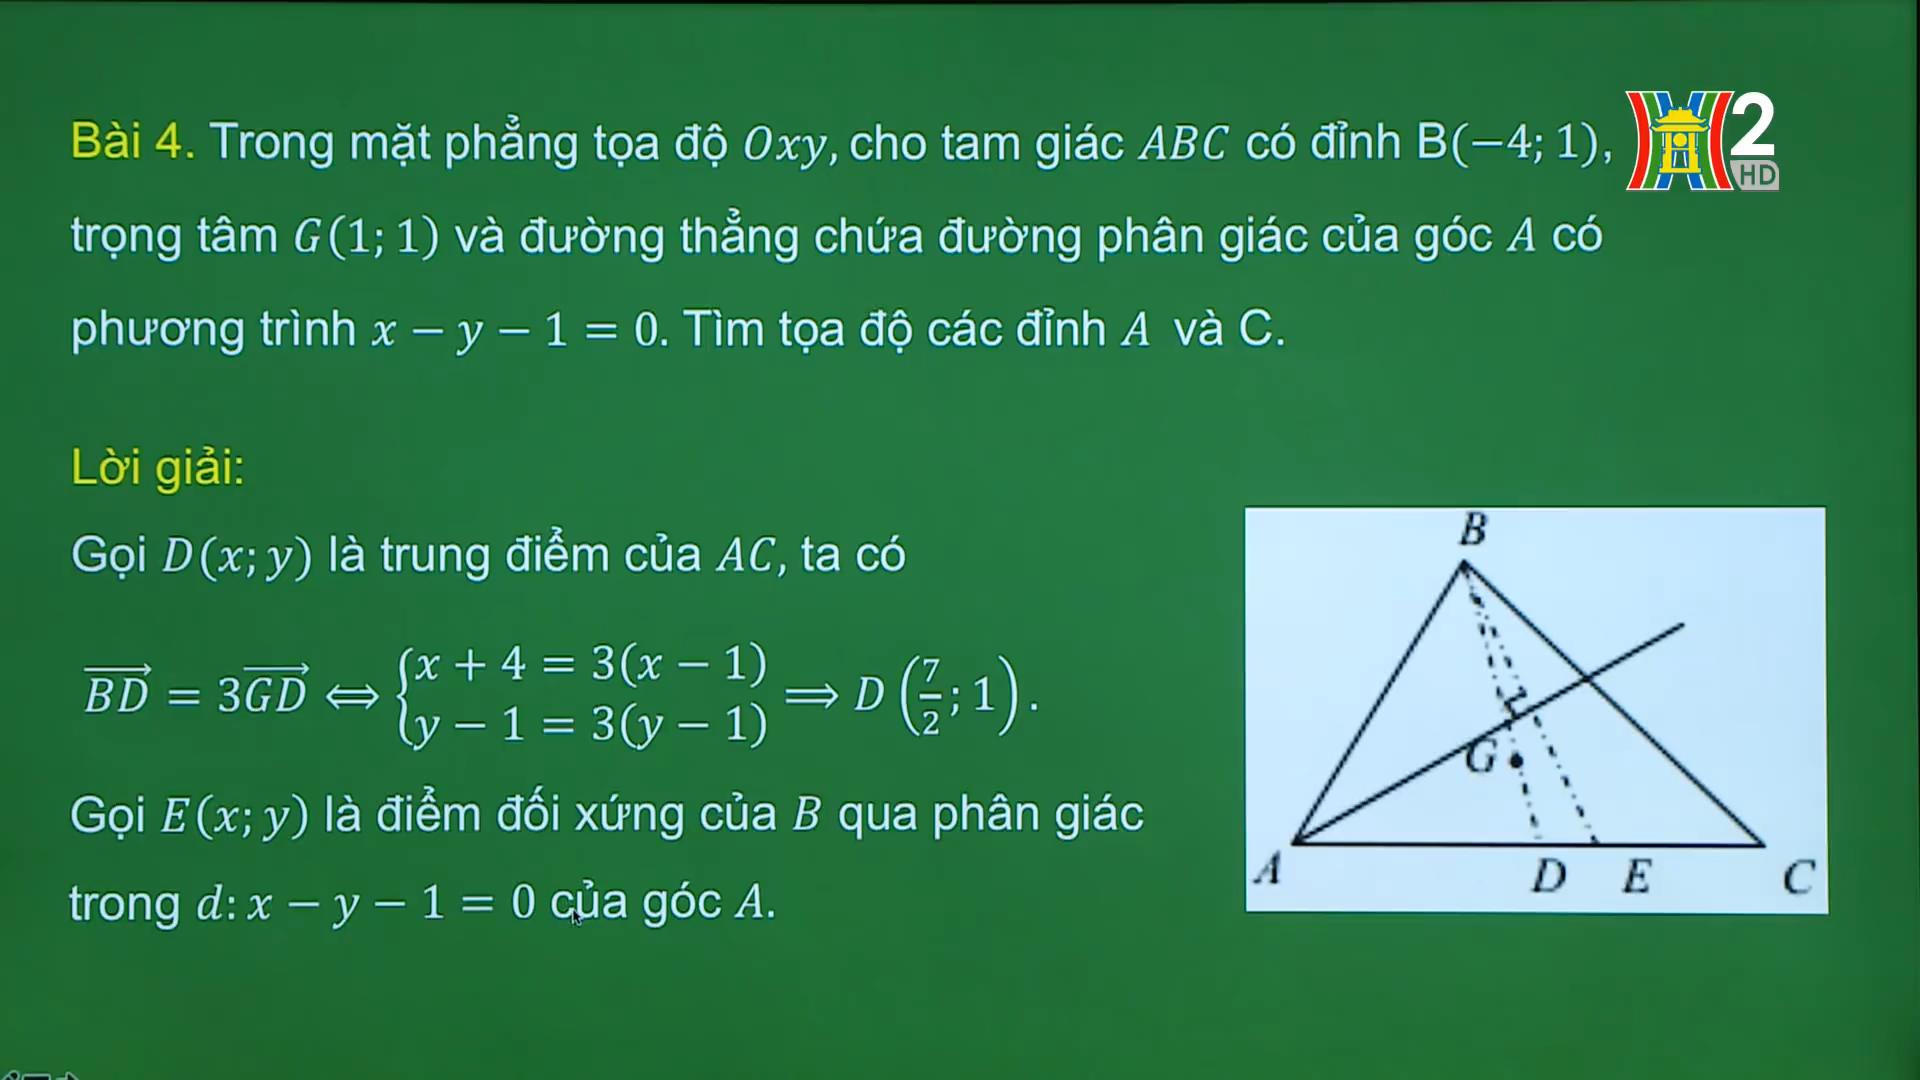 Bài 4. Trong mặt phẳng tọa độ Oxy, cho tam giác ABC có đỉnh B(−4; 1),
trọng tâm G(1; 1) và đường thẳng chứa đường phân giác của góc A có
phương trình x − y − 1 = 0. Tìm tọa độ các đỉnh A và C.
Lời giải:
Gọi D(x; y) là trung điểm của AC, ta có
\overrightarrow{BD} = 3\overrightarrow{GD} ⟺ { x + 4 = 3(x − 1) y − 1 = 3(y − 1) ⟹ D (7/2; 1).
Gọi E(x; y) là điểm đối xứng của B qua phân giác
trong d: x − y − 1 = 0 của góc A.
B
G
A D E C
2
HD